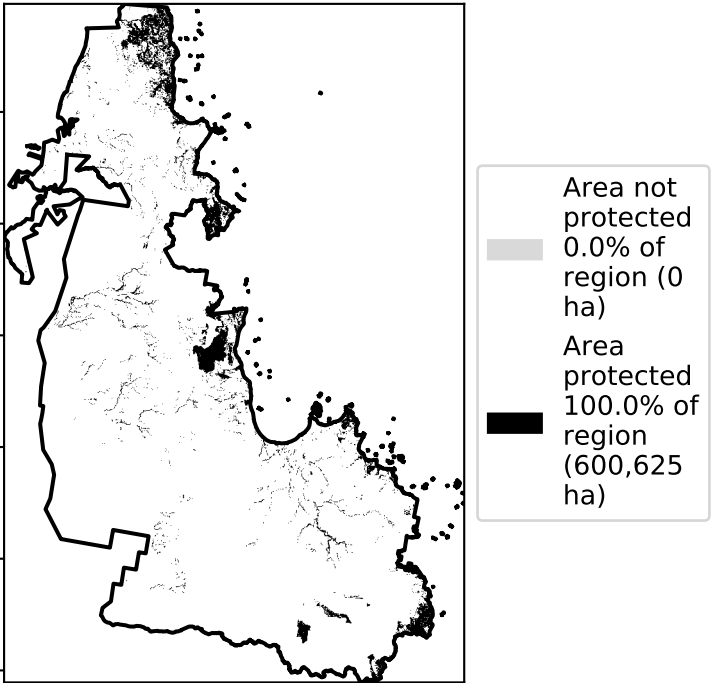 Area not
protected
0.0% of
region (0
ha)
Area
protected
100.0% of
region
(600,625
ha)